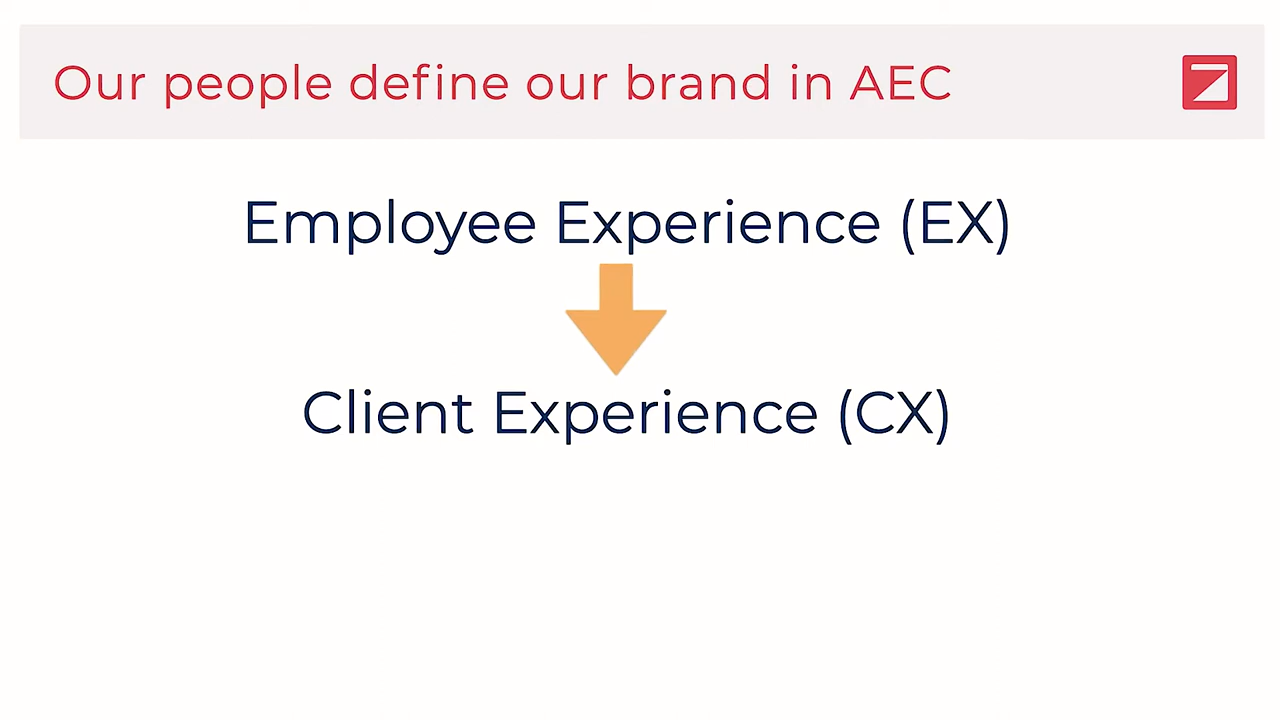 Our people define our brand in AEC
Employee Experience (EX)
Client Experience (CX)